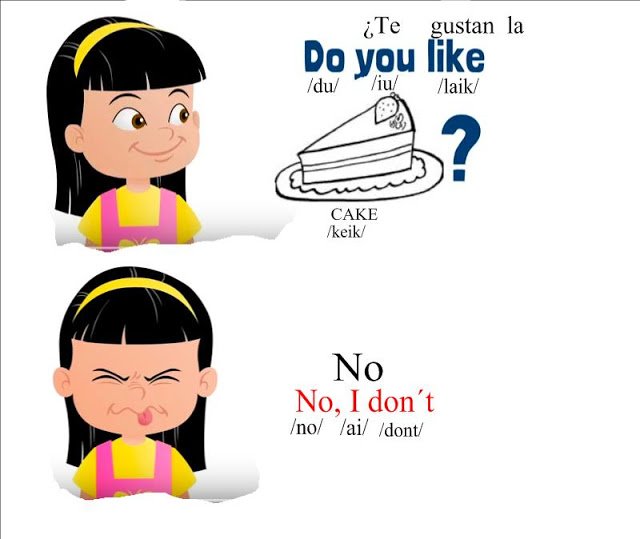 ¿Te gustan la
Do you like
/du/ /iu/ /laik/
?
CAKE
/keik/
No
No, I don´t
/no/ /ai/ /dont/